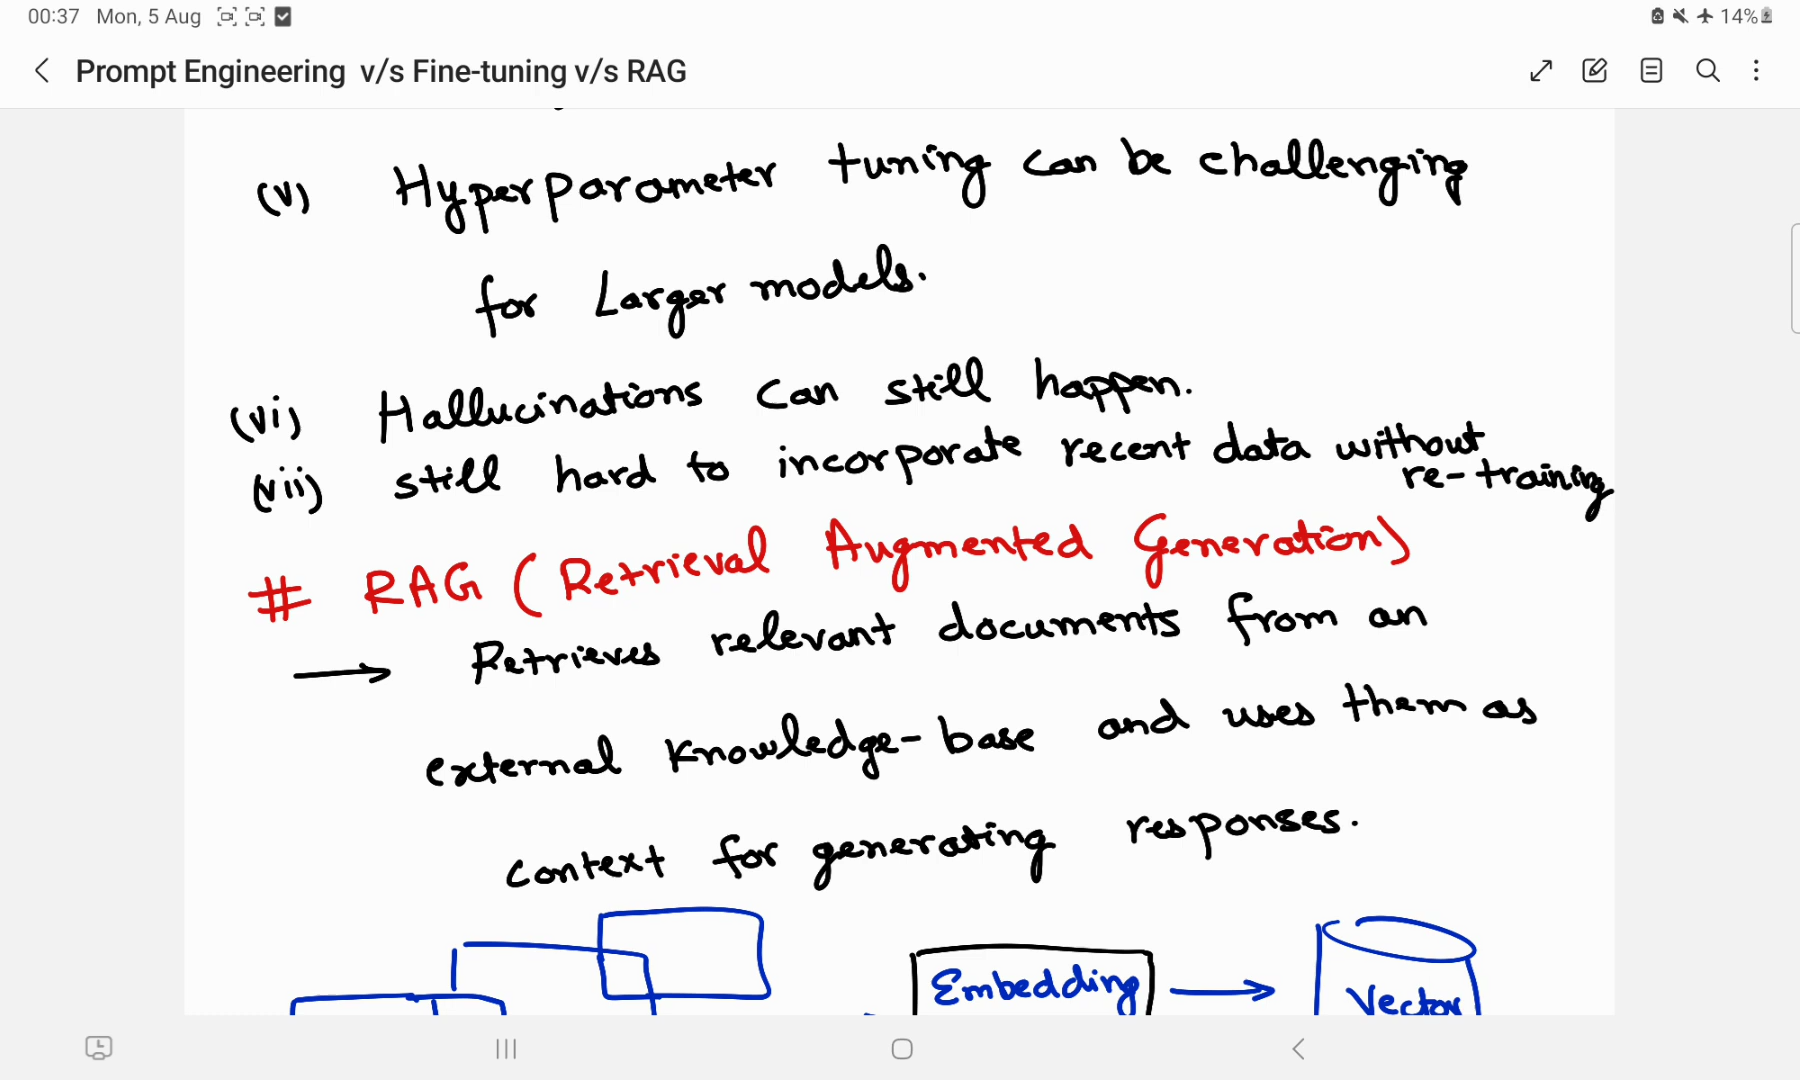 00:37 Mon, 5 Aug 14%
Prompt Engineering v/s Fine-tuning v/s RAG
(v) Hyperparameter tuning can be challenging
for Larger models.
(vi) Hallucinations can still happen.
(vii) still hard to incorporate recent data without
re-training
# RAG (Retrieval Augmented Generation)
→ Retrieves relevant documents from an
external knowledge-base and uses them as
context for generating responses.
Embedding → Vector